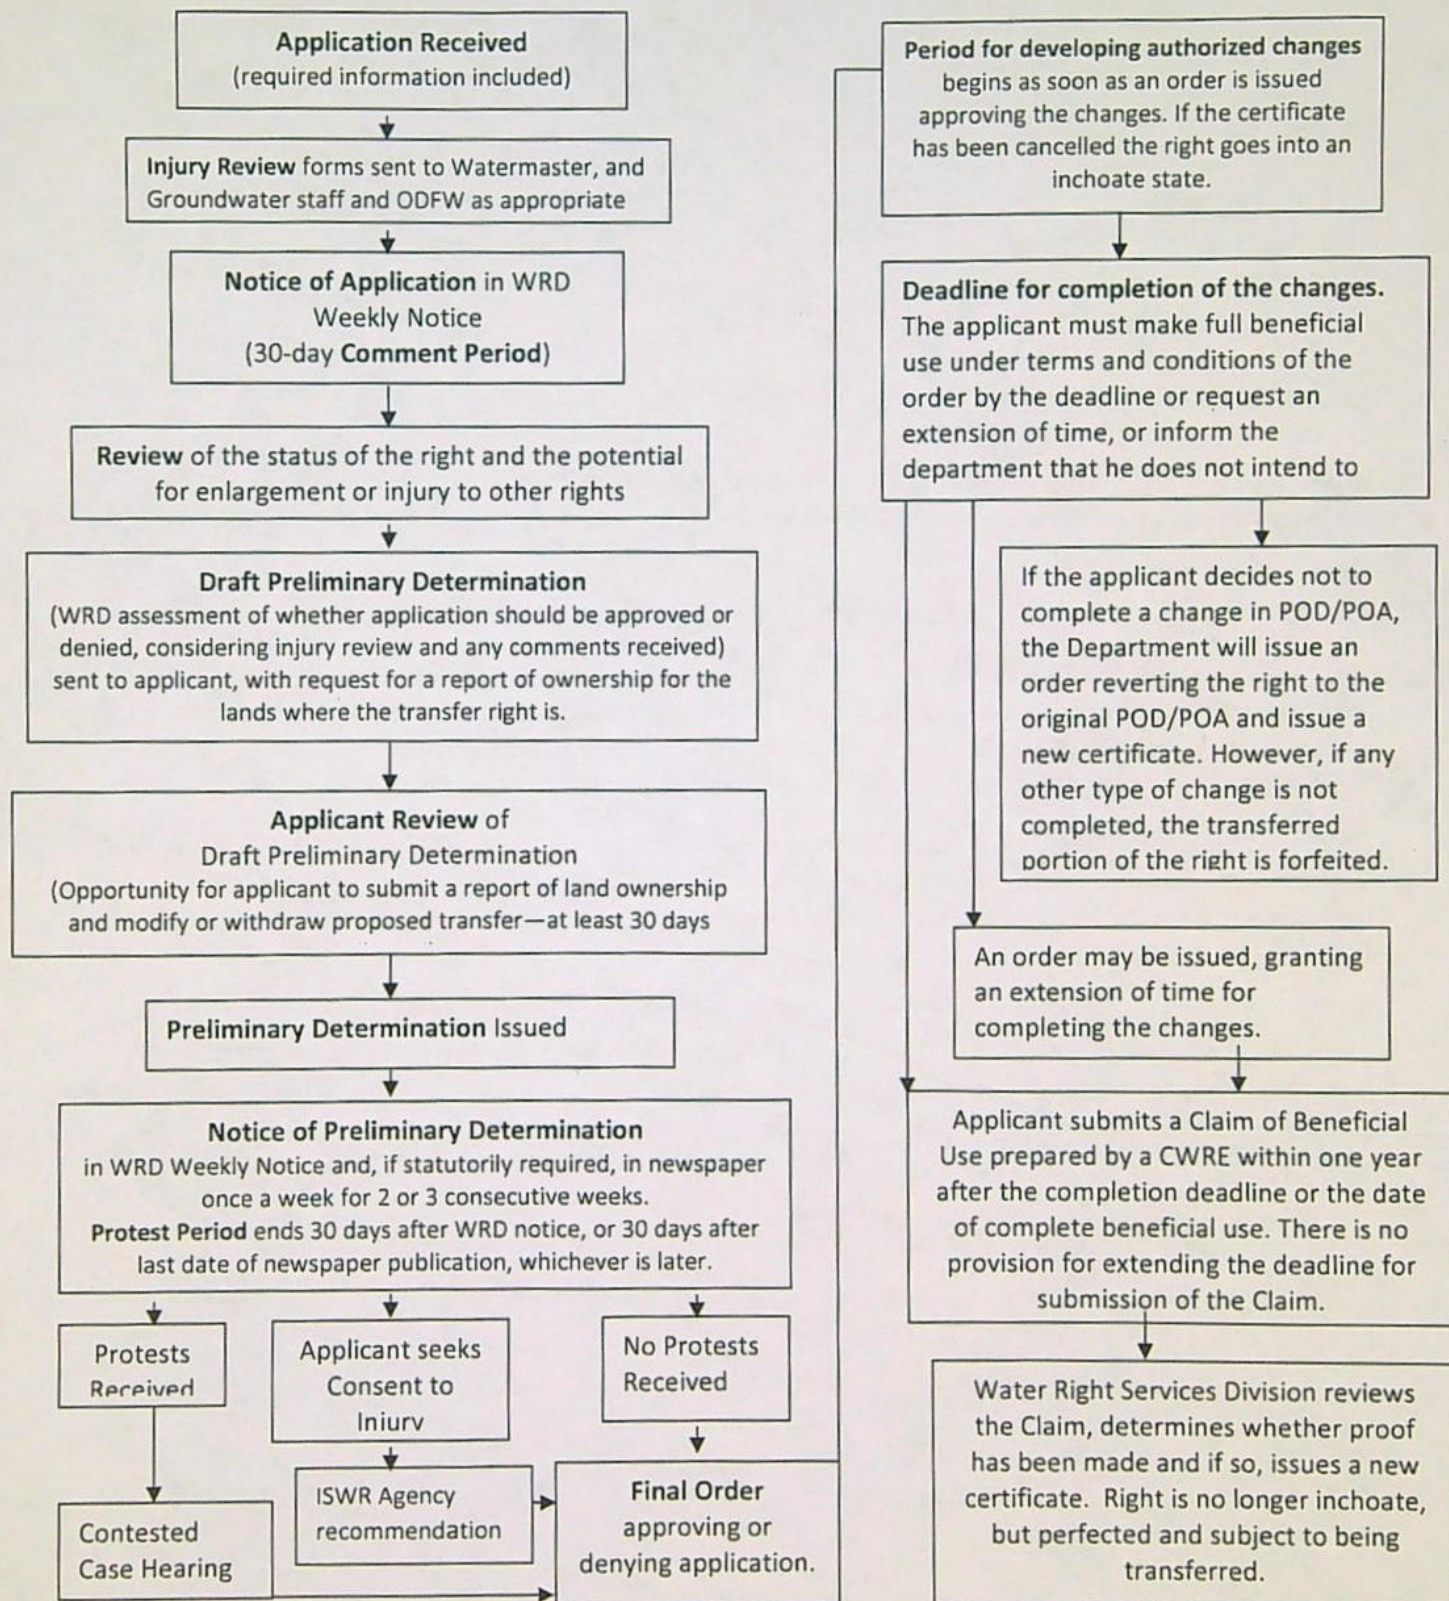 Application Received
(required information included)
Injury Review forms sent to Watermaster, and
Groundwater staff and ODFW as appropriate
Notice of Application in WRD
Weekly Notice
(30-day Comment Period)
Review of the status of the right and the potential
for enlargement or injury to other rights
Draft Preliminary Determination
(WRD assessment of whether application should be approved or
denied, considering injury review and any comments received)
sent to applicant, with request for a report of ownership for the
lands where the transfer right is.
Applicant Review of
Draft Preliminary Determination
(Opportunity for applicant to submit a report of land ownership
and modify or withdraw proposed transfer—at least 30 days
Preliminary Determination Issued
Notice of Preliminary Determination
in WRD Weekly Notice and, if statutorily required, in newspaper
once a week for 2 or 3 consecutive weeks.
Protest Period ends 30 days after WRD notice, or 30 days after
last date of newspaper publication, whichever is later.
Protests
Received
Applicant seeks
Consent to
Injury
No Protests
Received
Contested
Case Hearing
ISWR Agency
recommendation
Final Order
approving or
denying application.
Period for developing authorized changes
begins as soon as an order is issued
approving the changes. If the certificate
has been cancelled the right goes into an
inchoate state.
Deadline for completion of the changes.
The applicant must make full beneficial
use under terms and conditions of the
order by the deadline or request an
extension of time, or inform the
department that he does not intend to
If the applicant decides not to
complete a change in POD/POA,
the Department will issue an
order reverting the right to the
original POD/POA and issue a
new certificate. However, if any
other type of change is not
completed, the transferred
portion of the right is forfeited.
An order may be issued, granting
an extension of time for
completing the changes.
Applicant submits a Claim of Beneficial
Use prepared by a CWRE within one year
after the completion deadline or the date
of complete beneficial use. There is no
provision for extending the deadline for
submission of the Claim.
Water Right Services Division reviews
the Claim, determines whether proof
has been made and if so, issues a new
certificate. Right is no longer inchoate,
but perfected and subject to being
transferred.